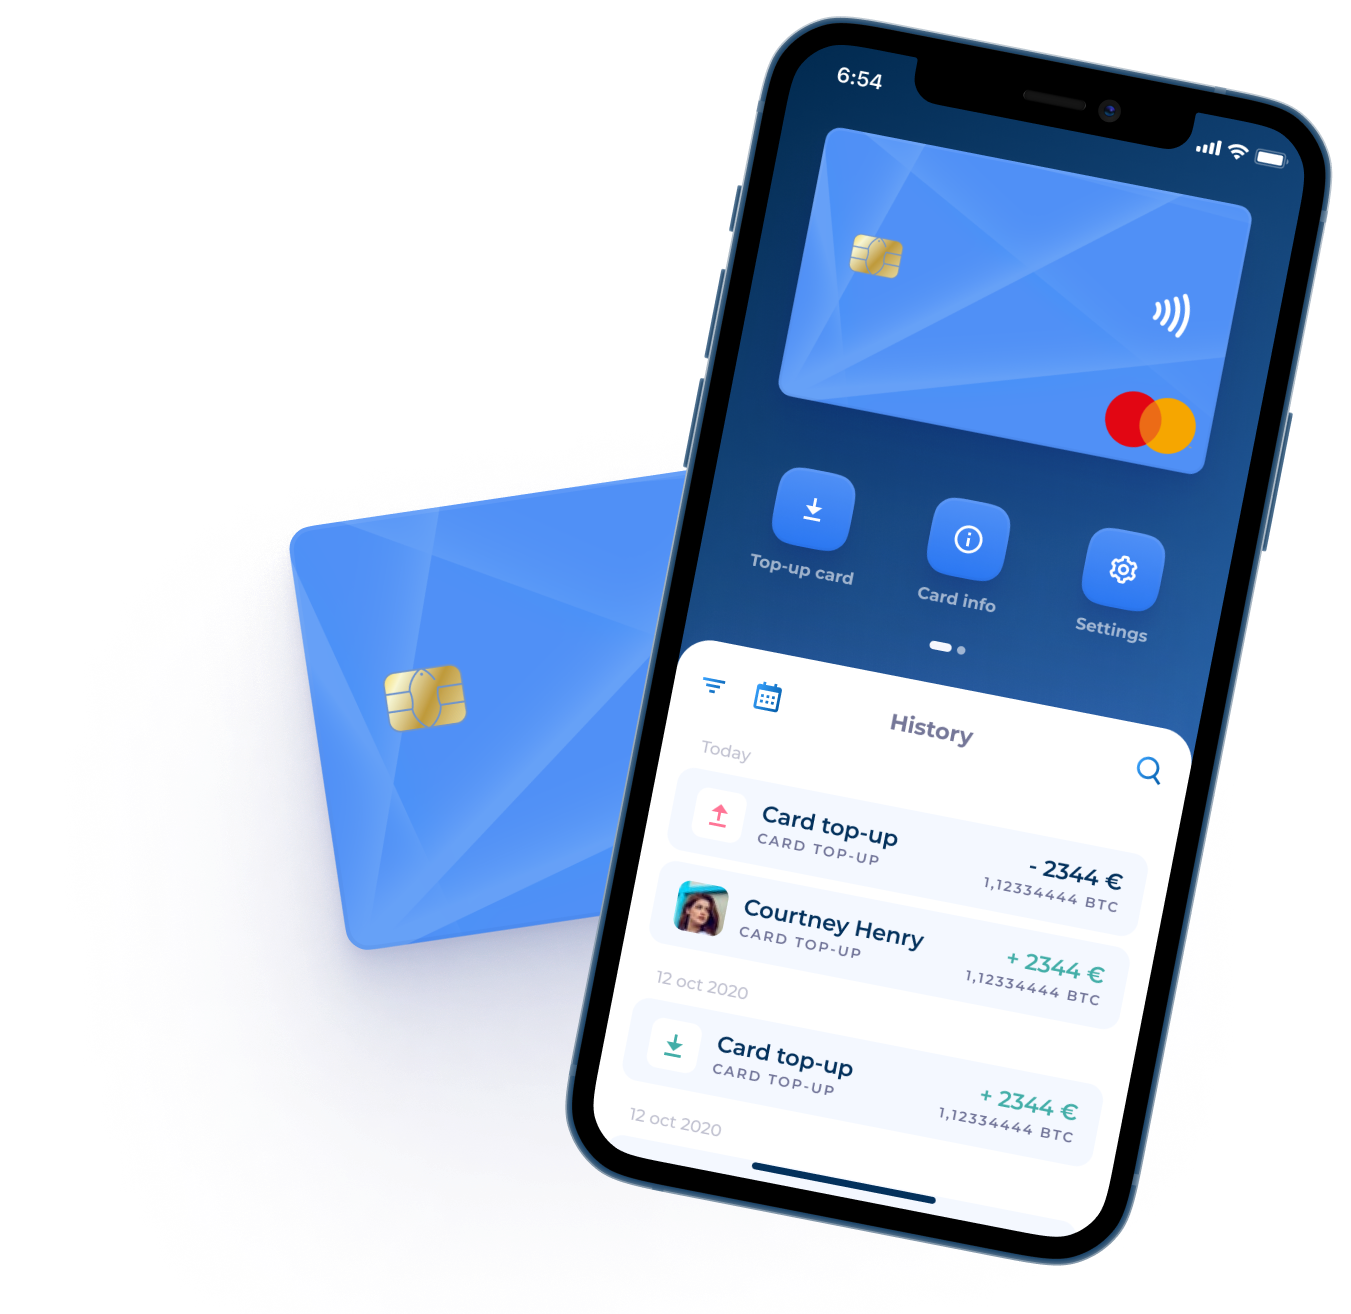 6:54
Top-up card
Card info
Settings
History
Today
Card top-up
CARD TOP-UP
- 2344 €
1,12334444 BTC
Courtney Henry
CARD TOP-UP
+ 2344 €
1,12334444 BTC
12 oct 2020
Card top-up
CARD TOP-UP
+ 2344 €
1,12334444 BTC
12 oct 2020